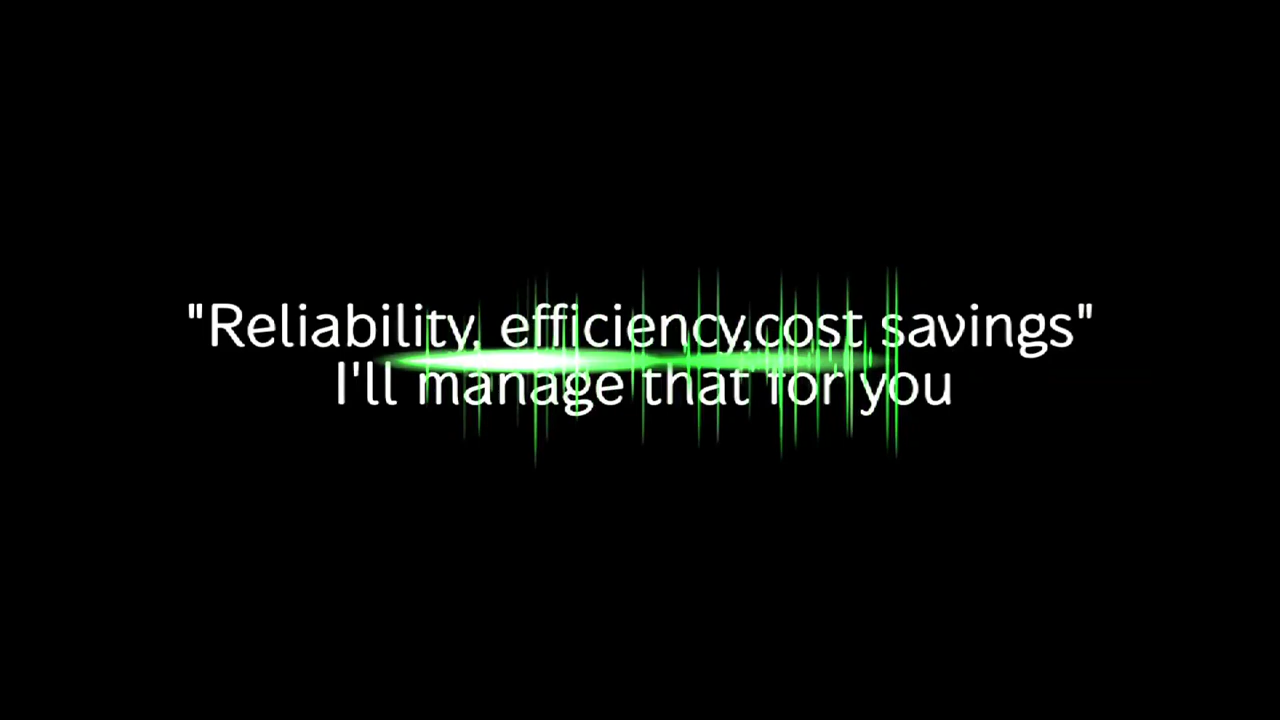 "Reliability, efficiency,cost savings"
I'll manage that for you